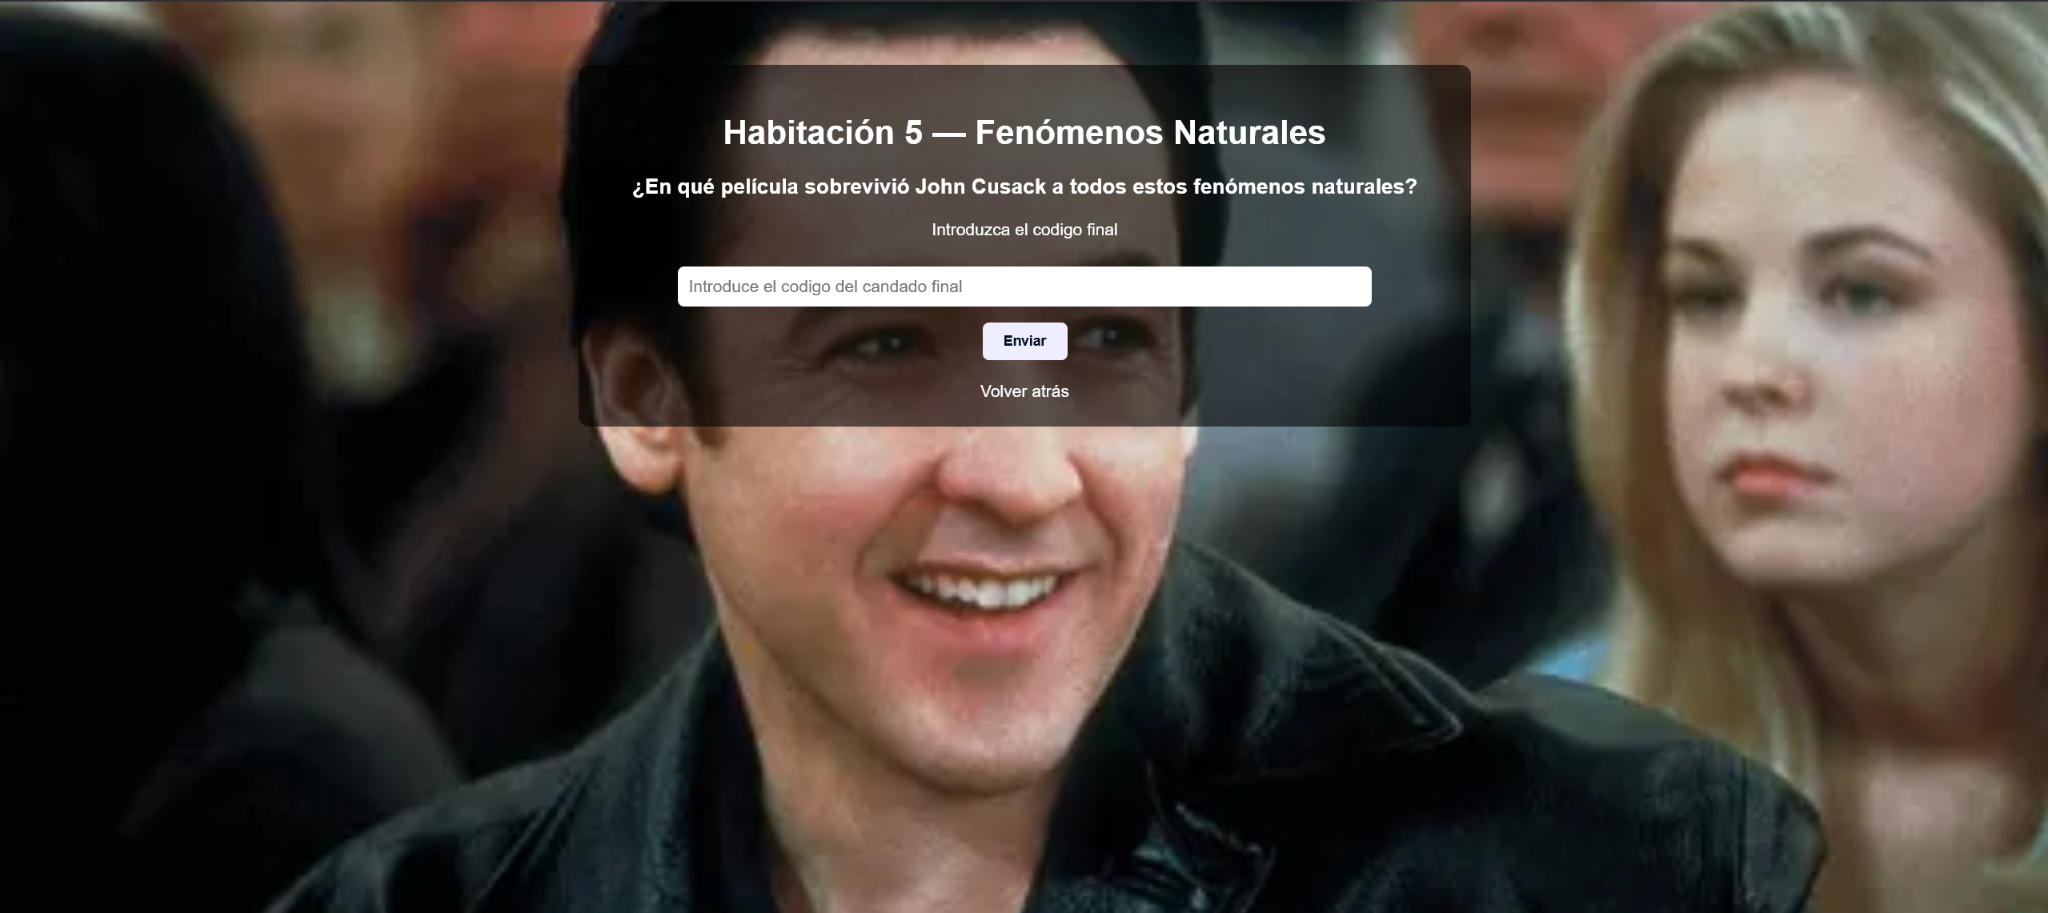 Habitación 5 — Fenómenos Naturales
¿En qué película sobrevivió John Cusack a todos estos fenómenos naturales?
Introduzca el codigo final
Introduce el codigo del candado final
Enviar
Volver atrás